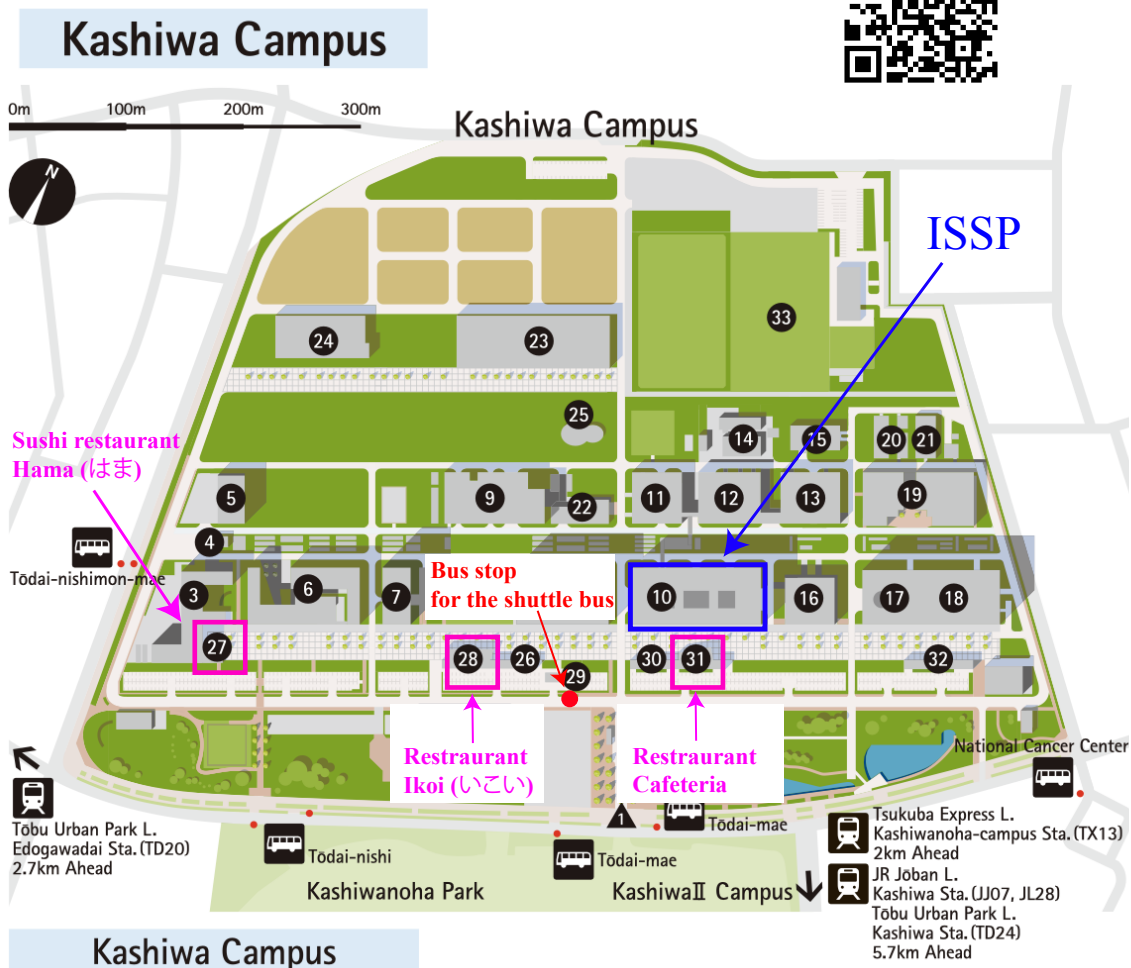 Kashiwa Campus
0m 100m 200m 300m
Kashiwa Campus
N
ISSP
33
24
23
25
14
15
20
21
Sushi restaurant
Hama (はま)
5
9
22
11
12
13
19
4
Tōdai-nishimon-mae
3
6
7
Bus stop
for the shuttle bus
10
16
17
18
27
28
26
29
30
31
32
Restraurant
Ikoi (いこい)
Restraurant
Cafeteria
National Cancer Center
Tōbu Urban Park L.
Edogawadai Sta.(TD20)
2.7km Ahead
Tōdai-nishi
1
Tōdai-mae
Tōdai-mae
Tsukuba Express L.
Kashiwanoha-campus Sta.(TX13)
2km Ahead
Kashiwanoha Park
KashiwaⅡ Campus
JR Jōban L.
Kashiwa Sta.(JJ07, JL28)
Tōbu Urban Park L.
Kashiwa Sta.(TD24)
5.7km Ahead
Kashiwa Campus